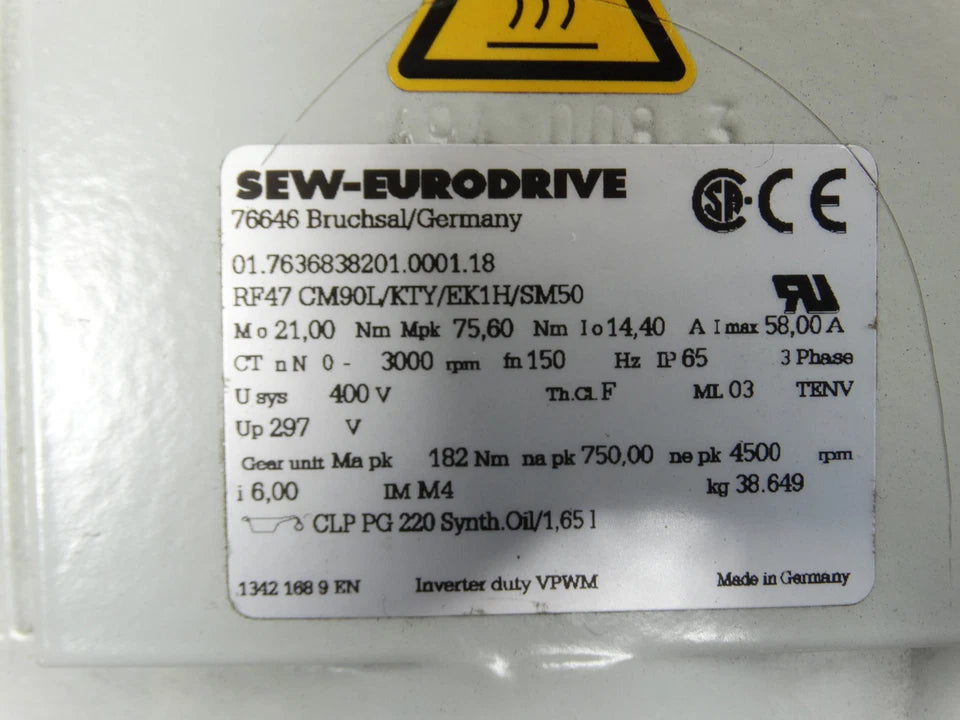 SEW-EURODRIVE
76646 Bruchsal/Germany
01.7636838201.0001.18
RF47 CM90L/KTY/EK1H/SM50
Mo 21,00 Nm Mpk 75,60 Nm Io 14,40 A Imax 58,00 A
CT nN 0 - 3000 rpm fn 150 Hz IP 65 3 Phase
U sys 400 V Th.Cl. F ML 03 TENV
Up 297 V
Gear unit Ma pk 182 Nm na pk 750,00 ne pk 4500 rpm
i 6,00 IM M4 kg 38.649
CLP PG 220 Synth.Oil/1,65 l
1342 168 9 EN Inverter duty VPWM Made in Germany
SA
CE
RU